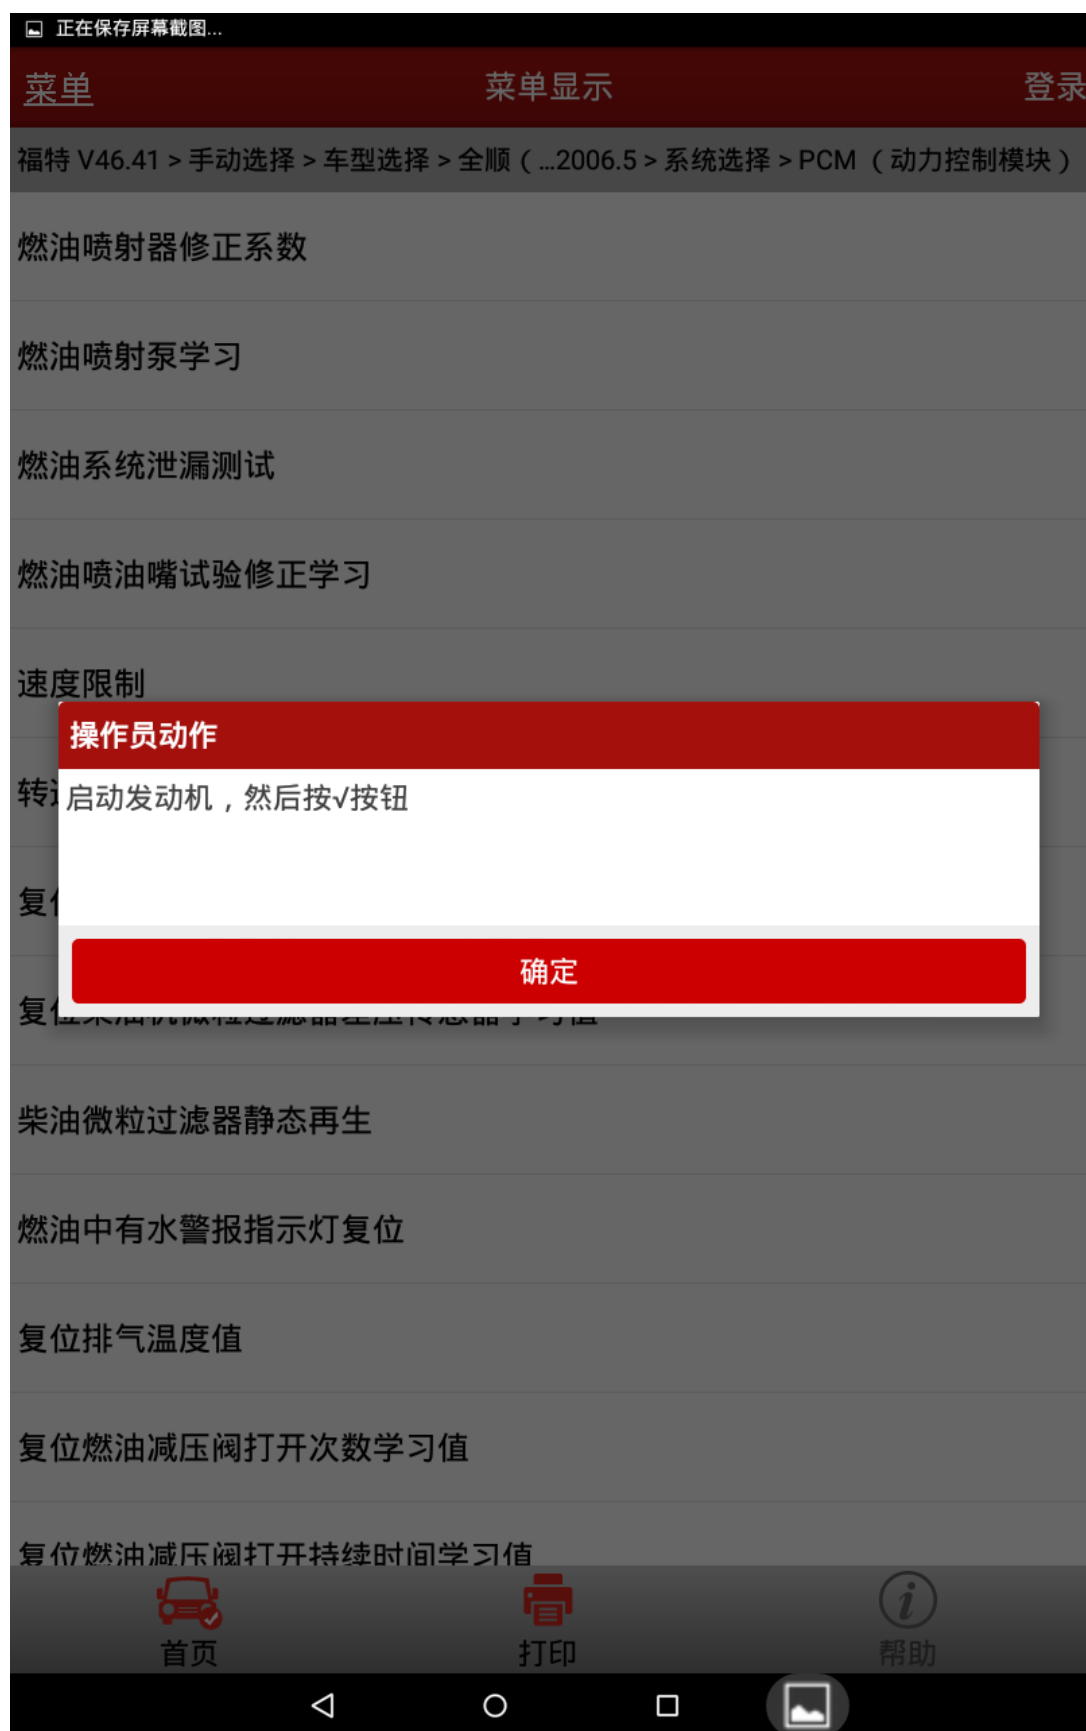 正在保存屏幕截图...
菜单
菜单显示
登录
福特 V46.41 > 手动选择 > 车型选择 > 全顺（...2006.5 > 系统选择 > PCM （动力控制模块）
燃油喷射器修正系数
燃油喷射泵学习
燃油系统泄漏测试
燃油喷油嘴试验修正学习
速度限制
操作员动作
启动发动机，然后按√按钮
确定
柴油微粒过滤器静态再生
燃油中有水警报指示灯复位
复位排气温度值
复位燃油减压阀打开次数学习值
复位燃油减压阀打开持续时间学习值
首页
打印
帮助